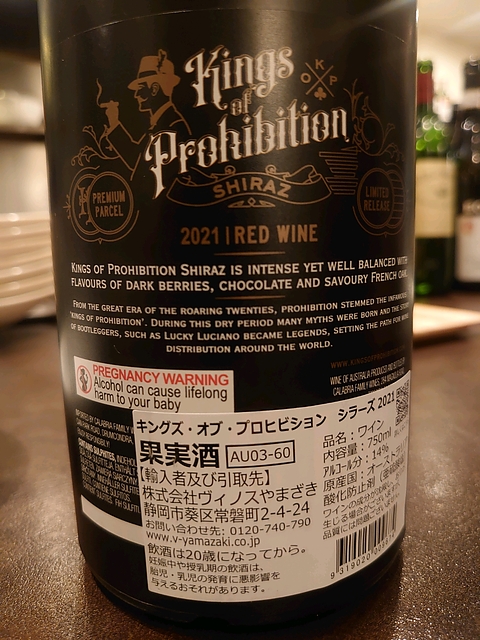 Kings
of
Prohibition
O K P
SHIRAZ
PREMIUM
PARCEL
LIMITED
RELEASE
2021 | RED WINE
KINGS OF PROHIBITION SHIRAZ IS INTENSE YET WELL BALANCED WITH
FLAVOURS OF DARK BERRIES, CHOCOLATE AND SAVOURY FRENCH OAK.
FROM THE GREAT ERA OF THE ROARING TWENTIES, PROHIBITION STEMMED THE INFAMOUS
'KINGS OF PROHIBITION'. DURING THIS DRY PERIOD MANY MYTHS WERE BORN AND THE
OF BOOTLEGGERS, SUCH AS LUCKY LUCIANO BECAME LEGENDS, SETTING THE PATH FOR
DISTRIBUTION AROUND THE WORLD.
PREGNANCY WARNING
Alcohol can cause lifelong
harm to your baby
WINE OF AUSTRALIA PRODUCED AND BOTTLED BY
CALABRIA FAMILY WINES,
キングズ・オブ・プロヒビション シラーズ 2021
果実酒 AU03-60
【輸入者及び引取先】
株式会社ヴィノスやまざき
静岡市葵区常磐町2-4-24
お問い合わせ先: 0120-740-790
www.v-yamazaki.co.jp
飲酒は20歳になってから。
妊娠中や授乳期の飲酒は、
胎児・乳児の発育に悪影響を
与えるおそれがあります。
品名：ワイン
内容量：750ml
アルコール分：14%
原産国：オースト
酸化防止剤